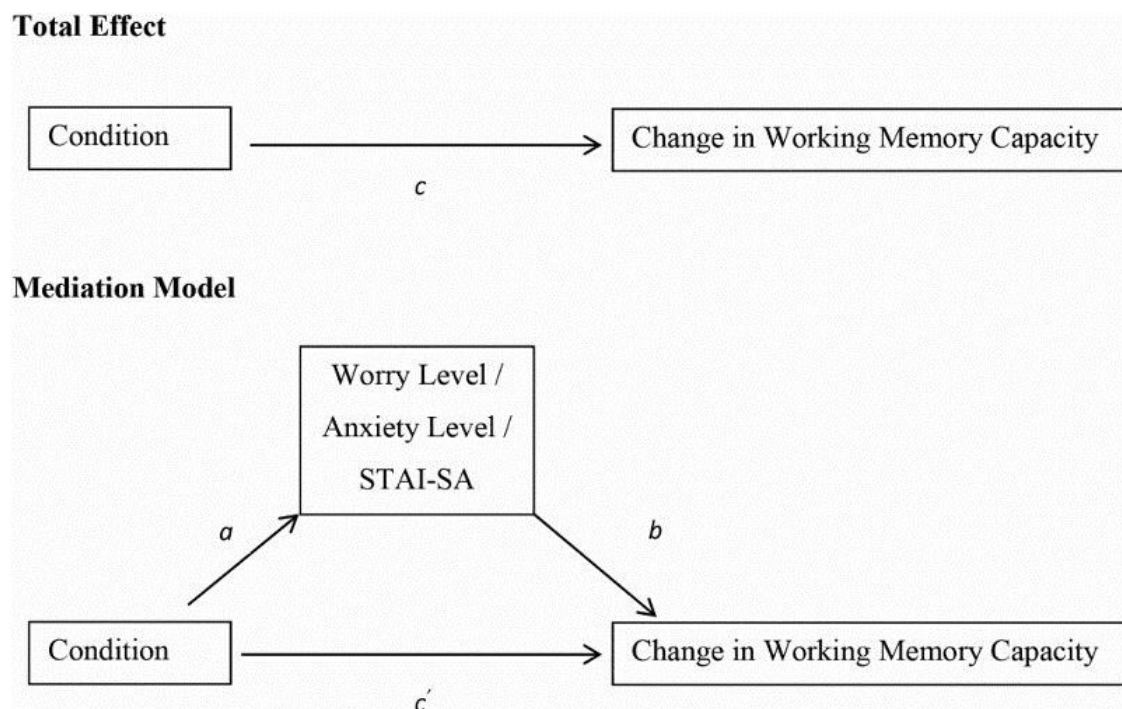 Total Effect
Condition
Change in Working Memory Capacity
c
Mediation Model
Worry Level /
Anxiety Level /
STAI-SA
a
b
Condition
Change in Working Memory Capacity
c′